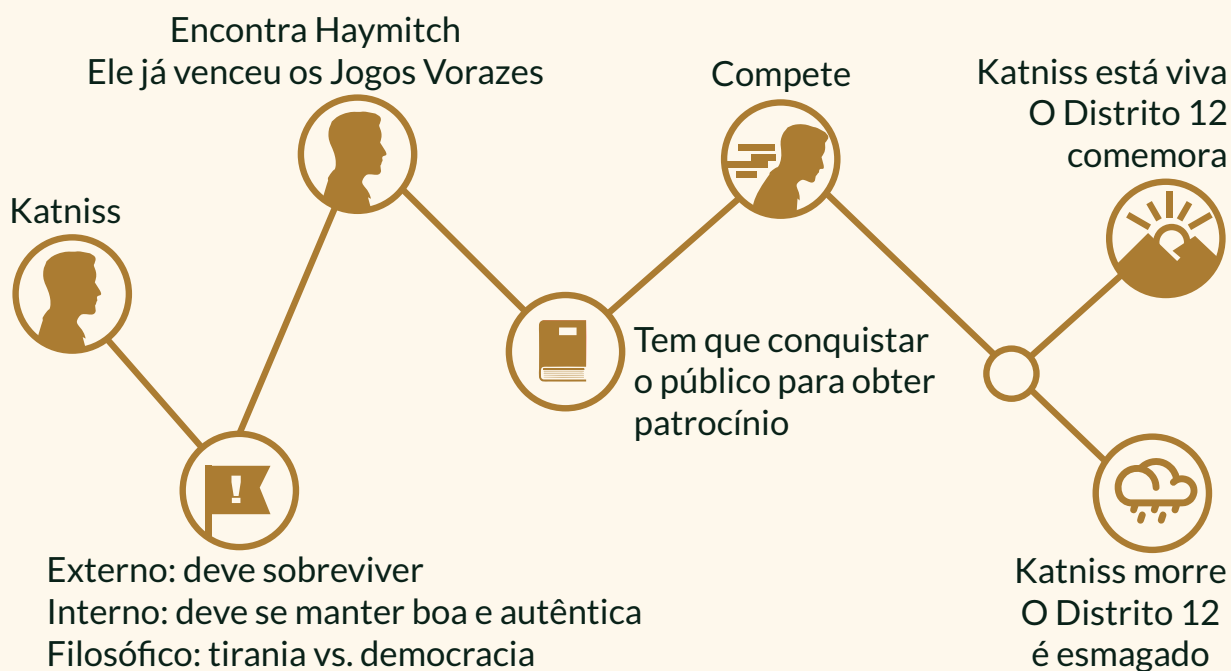 Katniss
Externo: deve sobreviver
Interno: deve se manter boa e autêntica
Filosófico: tirania vs. democracia
Encontra Haymitch
Ele já venceu os Jogos Vorazes
Tem que conquistar
o público para obter
patrocínio
Compete
Katniss está viva
O Distrito 12
comemora
Katniss morre
O Distrito 12
é esmagado